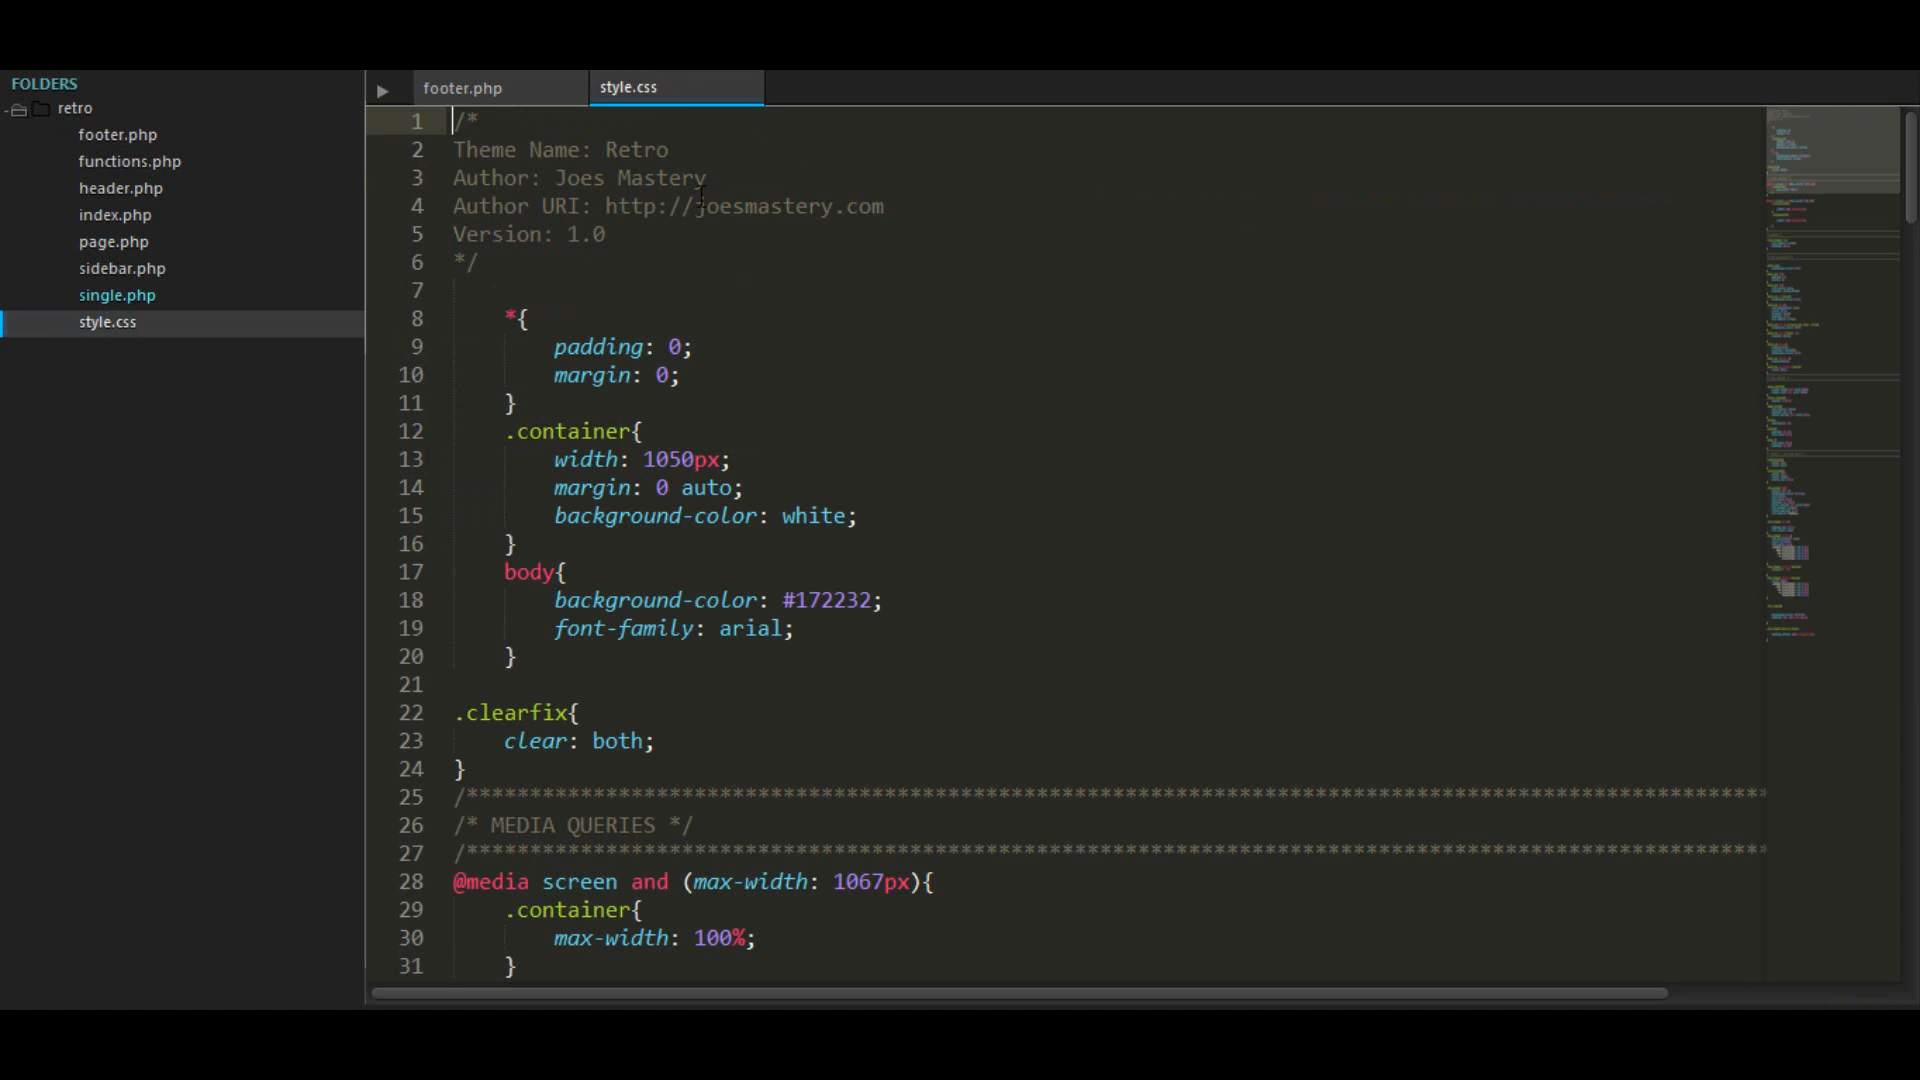 FOLDERS
retro
footer.php
functions.php
header.php
index.php
page.php
sidebar.php
single.php
style.css
footer.php
style.css
1 /*
2 Theme Name: Retro
3 Author: Joes Mastery
4 Author URI: http://joesmastery.com
5 Version: 1.0
6 */
7
8 *{
9 padding: 0;
10 margin: 0;
11 }
12 .container{
13 width: 1050px;
14 margin: 0 auto;
15 background-color: white;
16 }
17 body{
18 background-color: #172232;
19 font-family: arial;
20 }
21
22 .clearfix{
23 clear: both;
24 }
25 /*******************************************************************************************************
26 /* MEDIA QUERIES */
27 /*******************************************************************************************************
28 @media screen and (max-width: 1067px){
29 .container{
30 max-width: 100%;
31 }